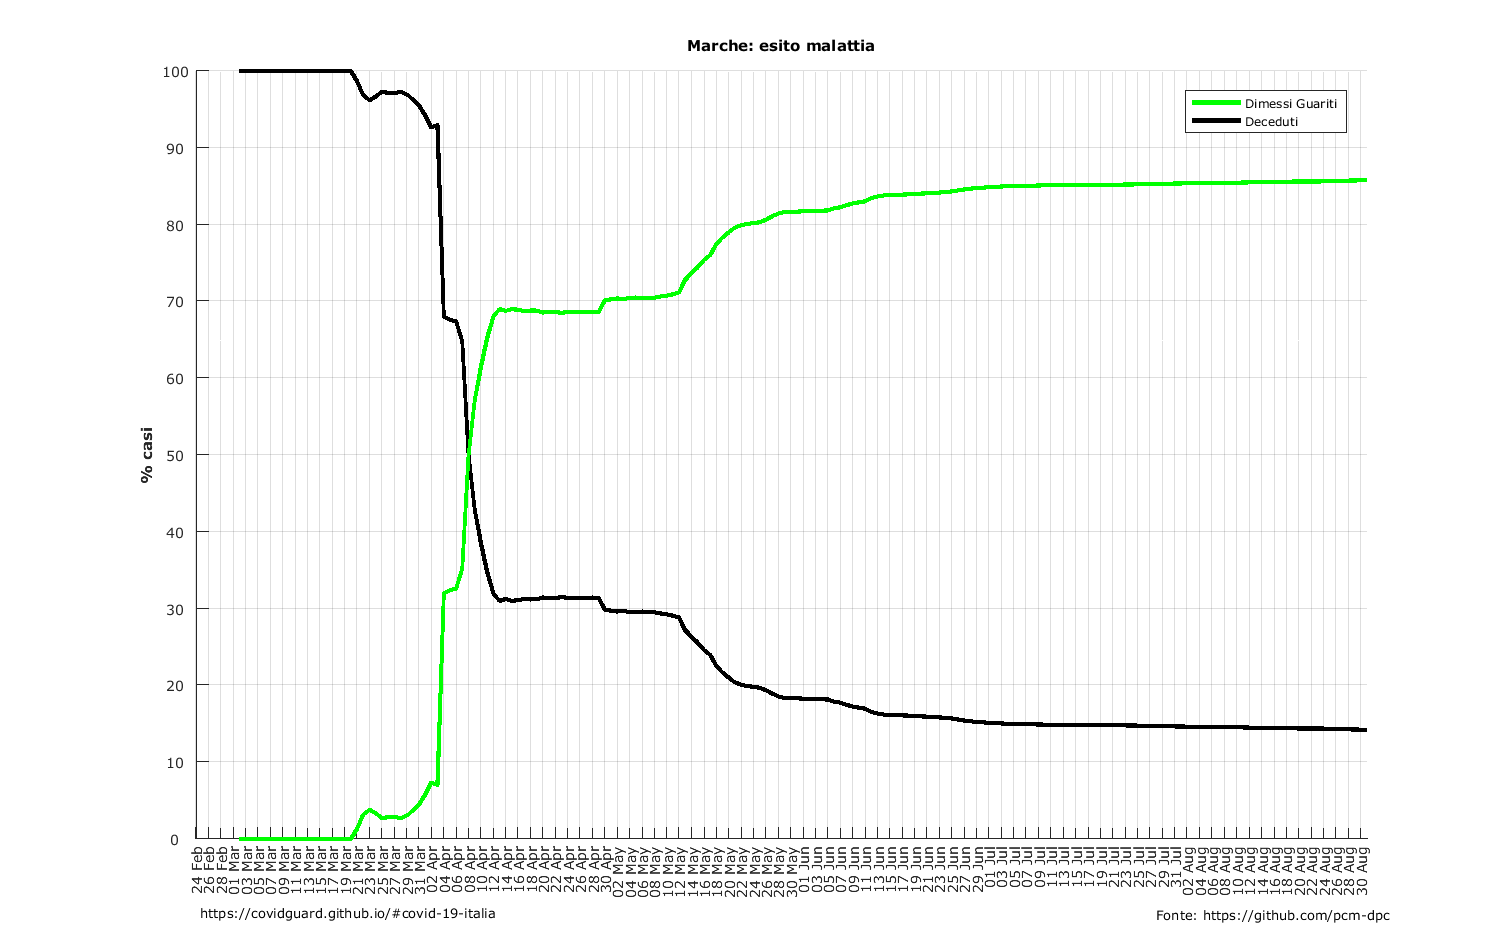 Marche: esito malattia
Dimessi Guariti
Deceduti
% casi
100
90
80
70
60
50
40
30
20
10
0
24 Feb
26 Feb
28 Feb
01 Mar
03 Mar
05 Mar
07 Mar
09 Mar
11 Mar
13 Mar
15 Mar
17 Mar
19 Mar
21 Mar
23 Mar
25 Mar
27 Mar
29 Mar
31 Mar
02 Apr
04 Apr
06 Apr
08 Apr
10 Apr
12 Apr
14 Apr
16 Apr
18 Apr
20 Apr
22 Apr
24 Apr
26 Apr
28 Apr
30 Apr
02 May
04 May
06 May
08 May
10 May
12 May
14 May
16 May
18 May
20 May
22 May
24 May
26 May
28 May
30 May
01 Jun
03 Jun
05 Jun
07 Jun
09 Jun
11 Jun
13 Jun
15 Jun
17 Jun
19 Jun
21 Jun
23 Jun
25 Jun
27 Jun
29 Jun
01 Jul
03 Jul
05 Jul
07 Jul
09 Jul
11 Jul
13 Jul
15 Jul
17 Jul
19 Jul
21 Jul
23 Jul
25 Jul
27 Jul
29 Jul
31 Jul
02 Aug
04 Aug
06 Aug
08 Aug
10 Aug
12 Aug
14 Aug
16 Aug
18 Aug
20 Aug
22 Aug
24 Aug
26 Aug
28 Aug
30 Aug
https://covidguard.github.io/#covid-19-italia
Fonte: https://github.com/pcm-dpc